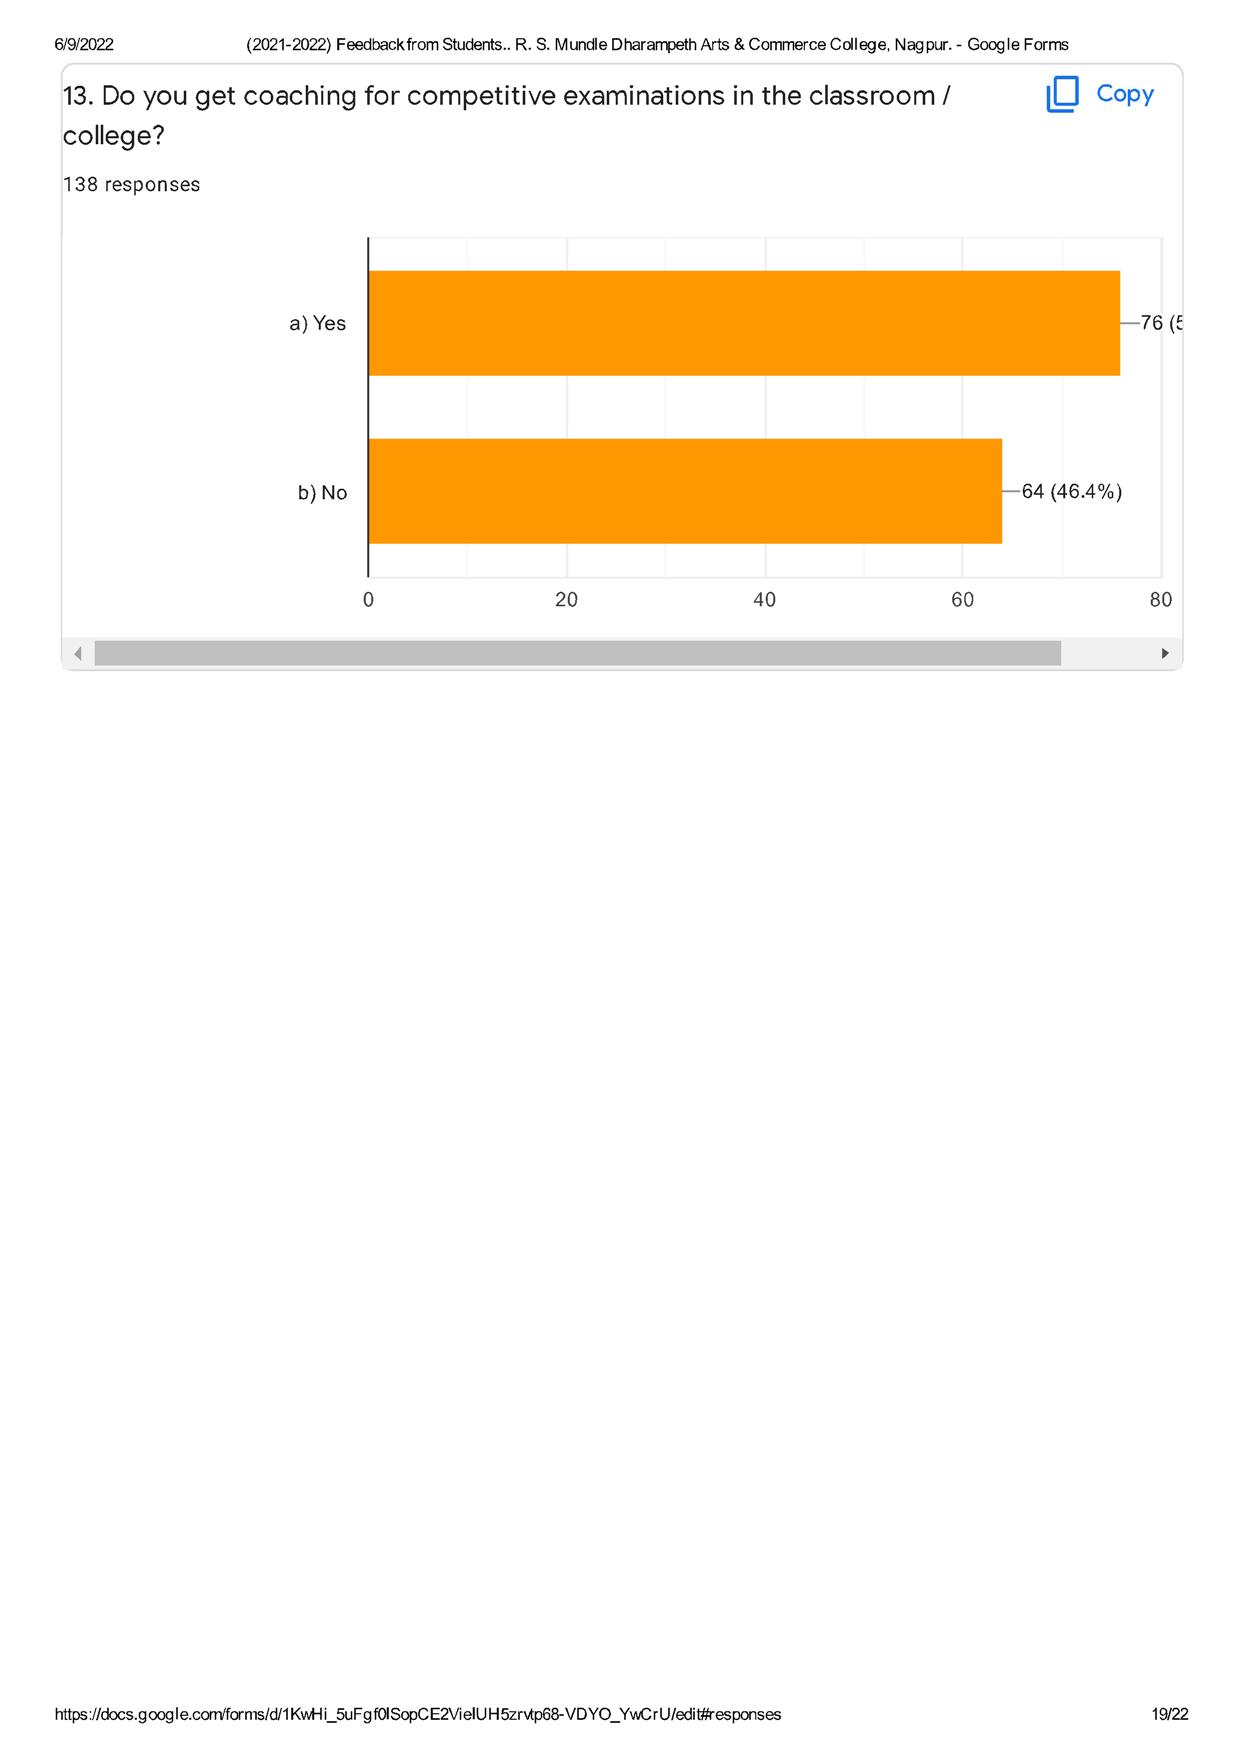 6/9/2022 (2021-2022) Feedback from Students.. R. S. Mundle Dharampeth Arts & Commerce College, Nagpur. - Google Forms
13. Do you get coaching for competitive examinations in the classroom /
college?
Copy
138 responses
a) Yes 76 (5
b) No 64 (46.4%)
0 20 40 60 80
https://docs.google.com/forms/d/1KwHi_5uFgf0lSopCE2VielUH5zrvtp68-VDYO_YwCrU/edit#responses 19/22